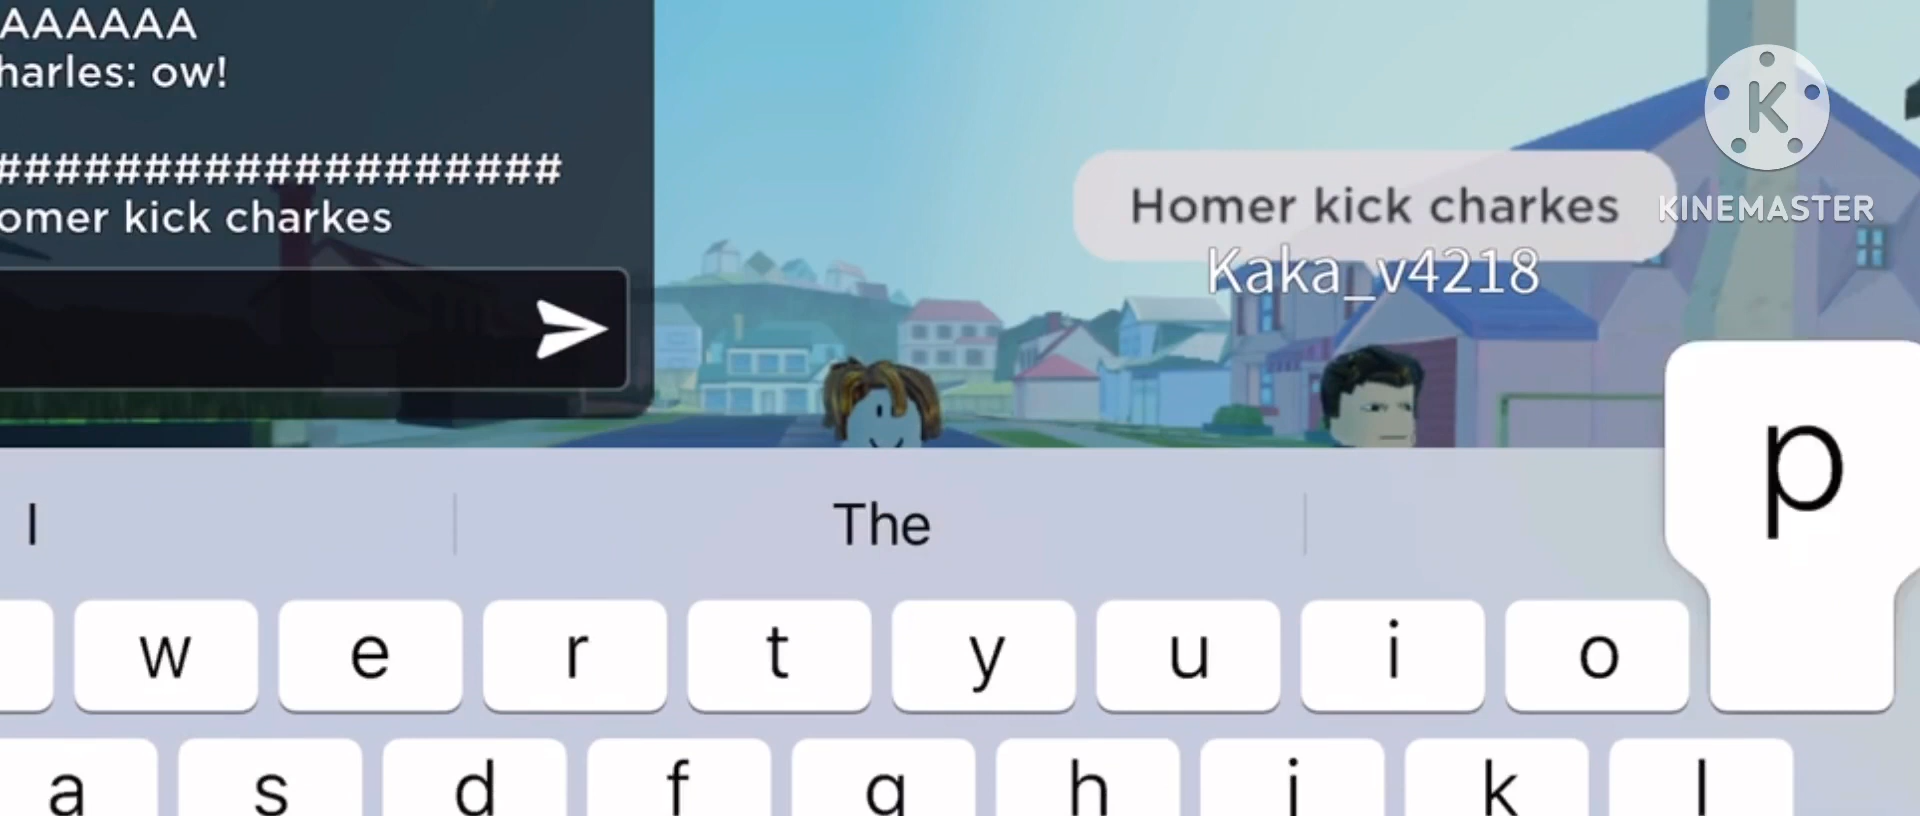 AAAAAA
harles: ow!
###################
omer kick charkes
Homer kick charkes
Kaka_v4218
K
KINEMASTER
I
The
p
w e r t y u i o
a s d f g h j k l